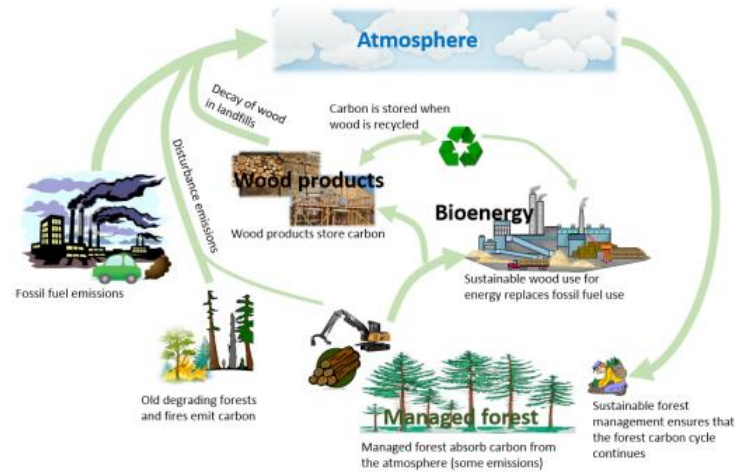 Atmosphere
Decay of wood
in landfills
Carbon is stored when
wood is recycled
Disturbance emissions
Wood products
Wood products store carbon
Bioenergy
Sustainable wood use for
energy replaces fossil fuel use
Fossil fuel emissions
Old degrading forests
and fires emit carbon
Managed forest
Managed forest absorb carbon from
the atmosphere (some emissions)
Sustainable forest
management ensures that
the forest carbon cycle
continues